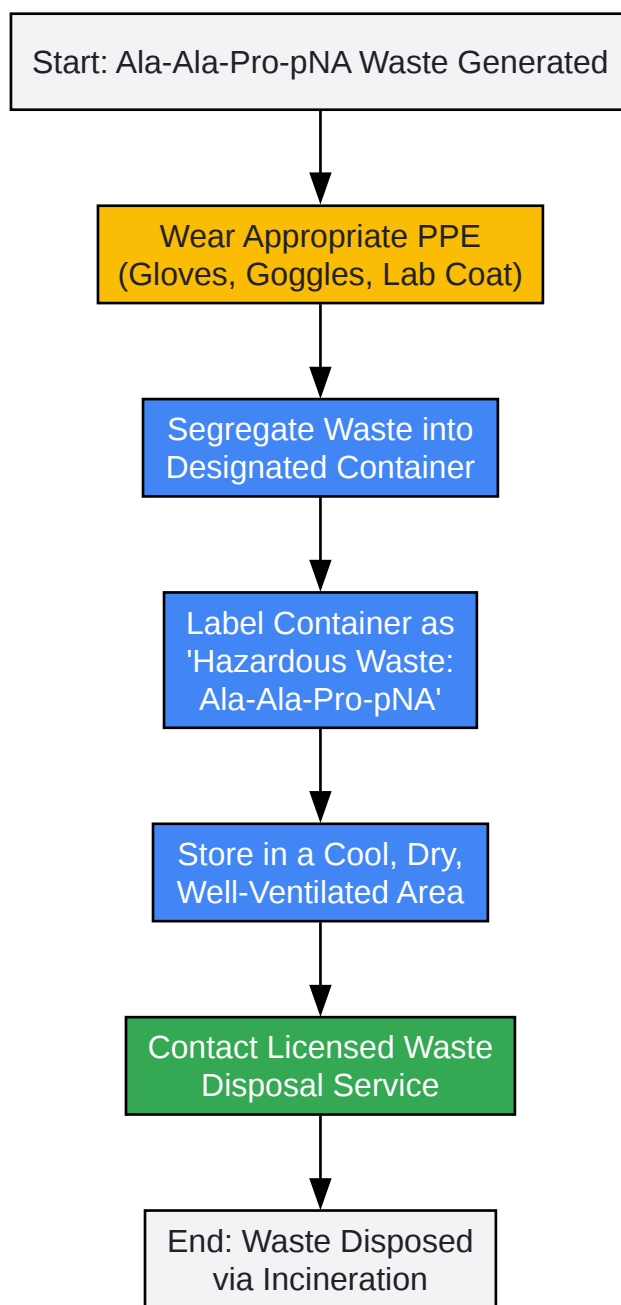 Start: Ala-Ala-Pro-pNA Waste Generated
Wear Appropriate PPE
(Gloves, Goggles, Lab Coat)
Segregate Waste into
Designated Container
Label Container as
'Hazardous Waste:
Ala-Ala-Pro-pNA'
Store in a Cool, Dry,
Well-Ventilated Area
Contact Licensed Waste
Disposal Service
End: Waste Disposed
via Incineration